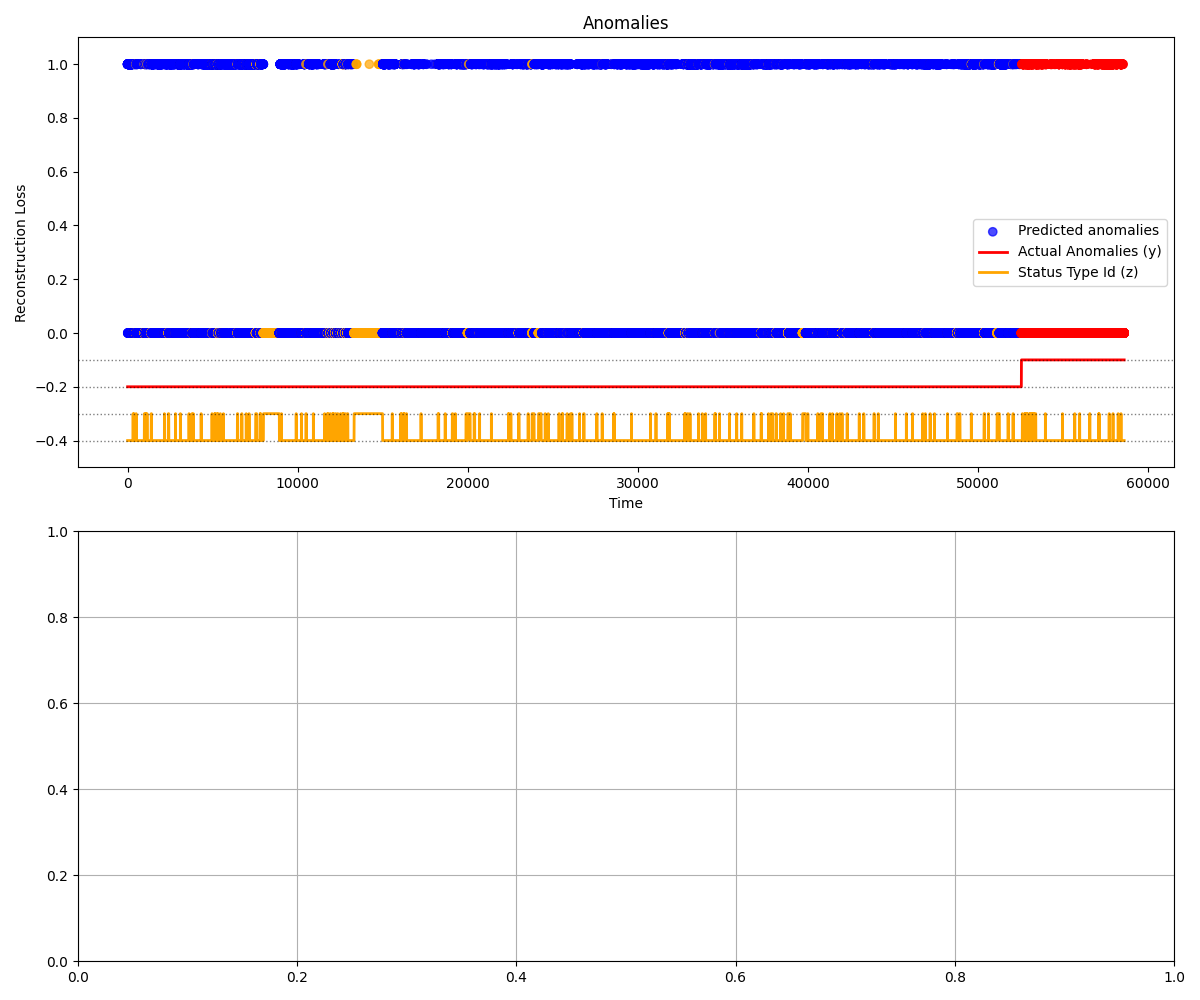 Anomalies
1.0
0.8
0.6
0.4
0.2
0.0
−0.2
−0.4
Reconstruction Loss
Predicted anomalies
Actual Anomalies (y)
Status Type Id (z)
0 10000 20000 30000 40000 50000 60000
Time
1.0
0.8
0.6
0.4
0.2
0.0
0.0 0.2 0.4 0.6 0.8 1.0